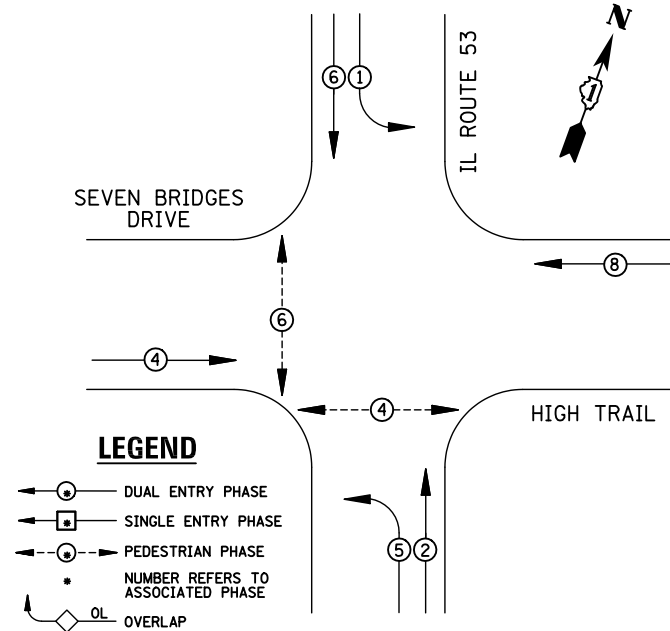 N
1
IL ROUTE 53
6
1
SEVEN BRIDGES
DRIVE
8
6
4
4
HIGH TRAIL
LEGEND
* DUAL ENTRY PHASE
* SINGLE ENTRY PHASE
* PEDESTRIAN PHASE
* NUMBER REFERS TO
ASSOCIATED PHASE
OL OVERLAP
5
2